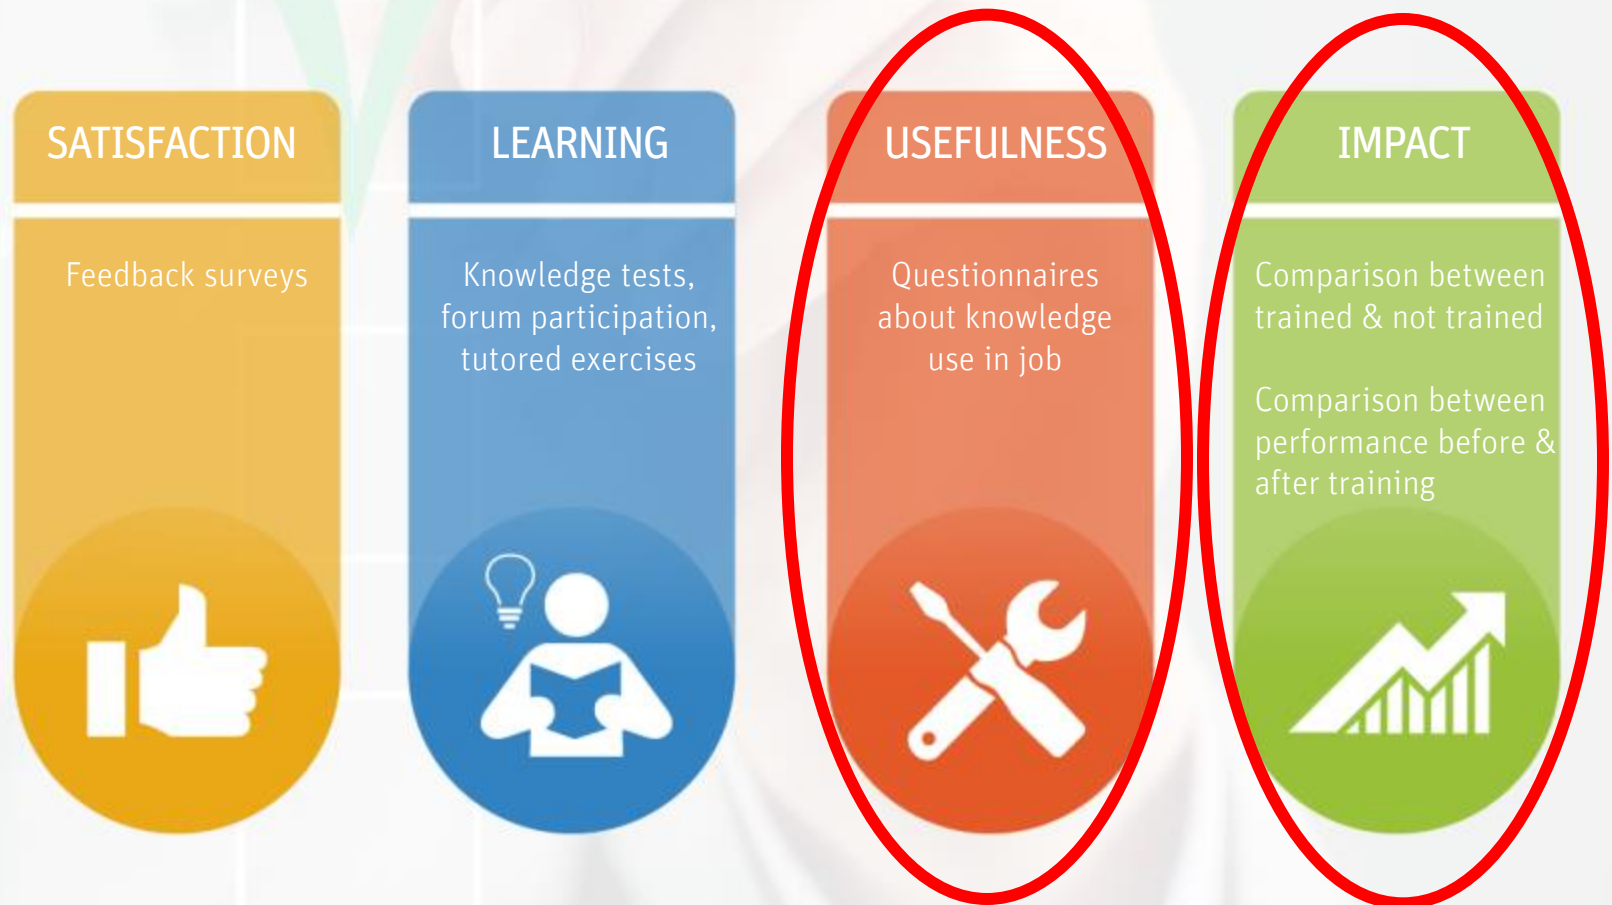 SATISFACTION
Feedback surveys
LEARNING
Knowledge tests,
forum participation,
tutored exercises
USEFULNESS
Questionnaires
about knowledge
use in job
IMPACT
Comparison between
trained & not trained
Comparison between
performance before &
after training